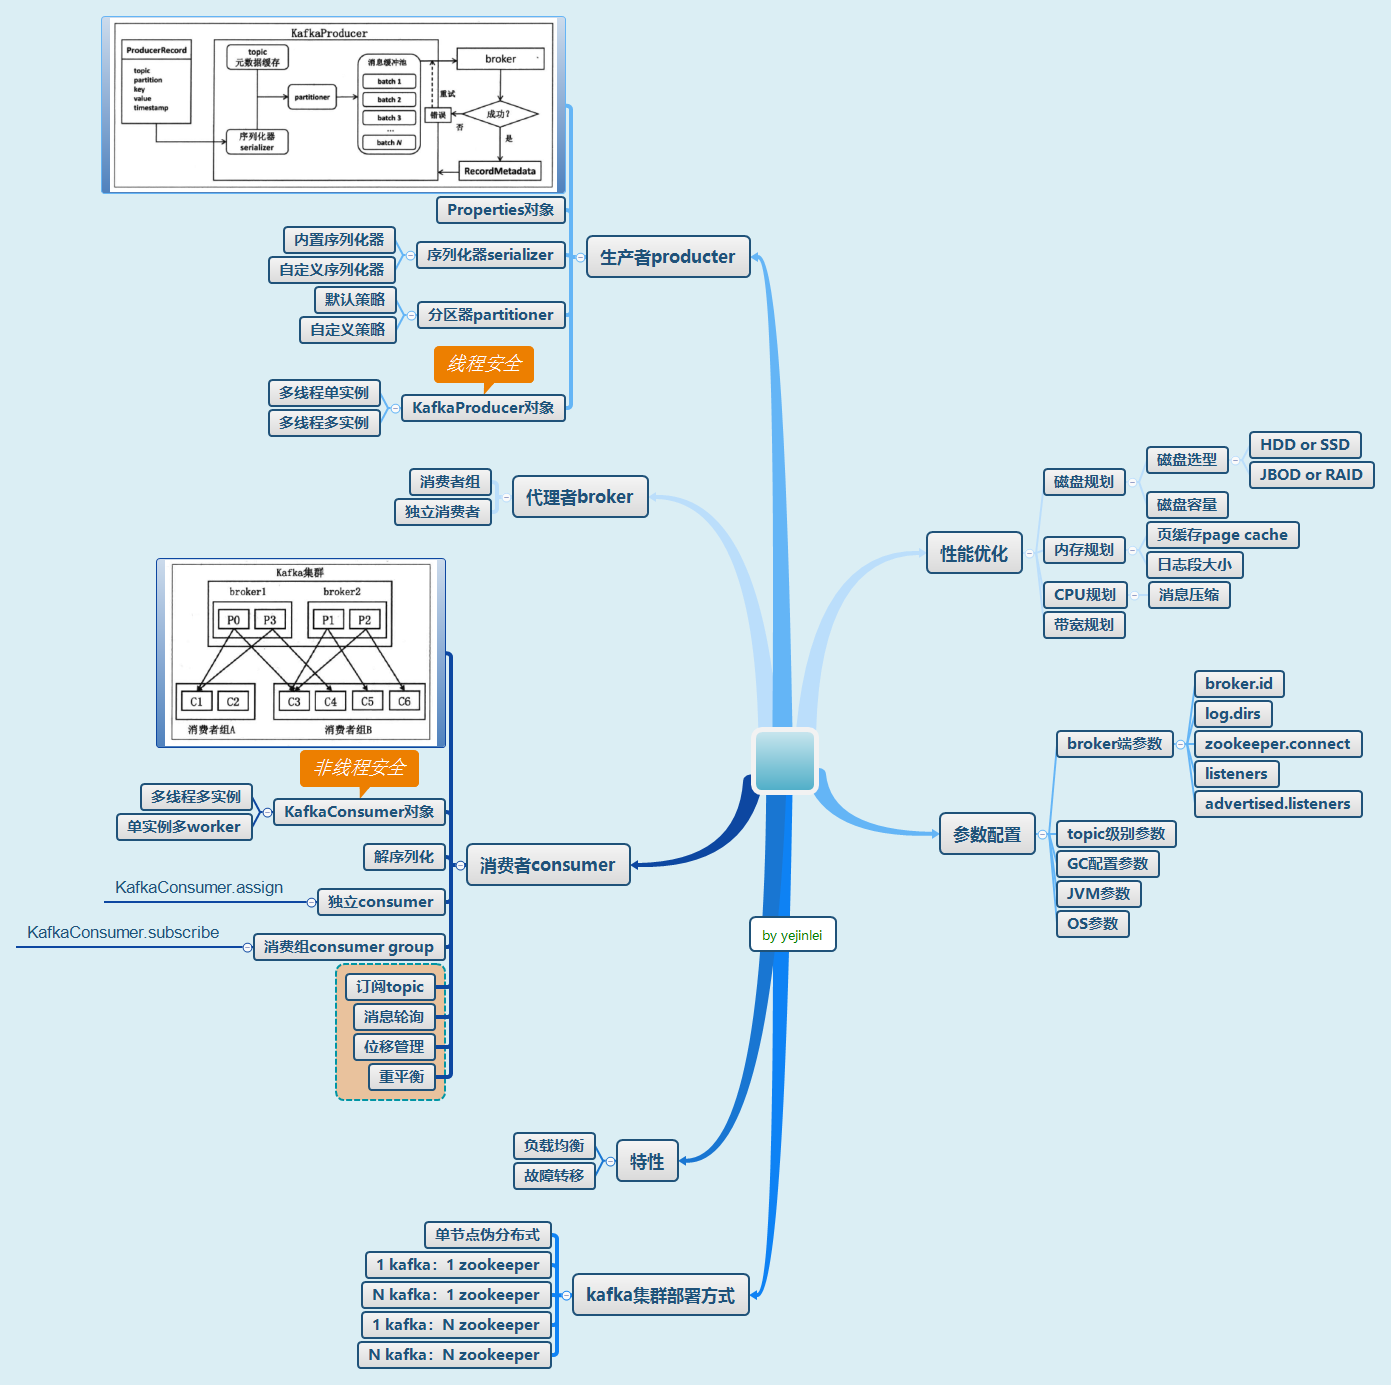 KafkaProducer
ProducerRecord
topic
partition
key
value
timestamp
topic
元数据缓存
序列化器
serializer
partitioner
消息缓冲池
batch 1
batch 2
batch 3
...
batch N
重试
错误
broker
成功?
否
是
RecordMetadata
Properties对象
内置序列化器
自定义序列化器
序列化器serializer
默认策略
自定义策略
分区器partitioner
线程安全
多线程单实例
多线程多实例
KafkaProducer对象
生产者producter
消费者组
独立消费者
代理者broker
Kafka集群
broker1
broker2
P0
P3
P1
P2
C1
C2
C3
C4
C5
C6
消费者组A
消费者组B
非线程安全
多线程多实例
单实例多worker
KafkaConsumer对象
解序列化
KafkaConsumer.assign
独立consumer
KafkaConsumer.subscribe
消费组consumer group
订阅topic
消息轮询
位移管理
重平衡
消费者consumer
负载均衡
故障转移
特性
单节点伪分布式
1 kafka：1 zookeeper
N kafka：1 zookeeper
1 kafka：N zookeeper
N kafka：N zookeeper
kafka集群部署方式
性能优化
磁盘规划
磁盘选型
HDD or SSD
JBOD or RAID
磁盘容量
内存规划
页缓存page cache
日志段大小
CPU规划
消息压缩
带宽规划
参数配置
broker端参数
broker.id
log.dirs
zookeeper.connect
listeners
advertised.listeners
topic级别参数
GC配置参数
JVM参数
OS参数
by yejinlei